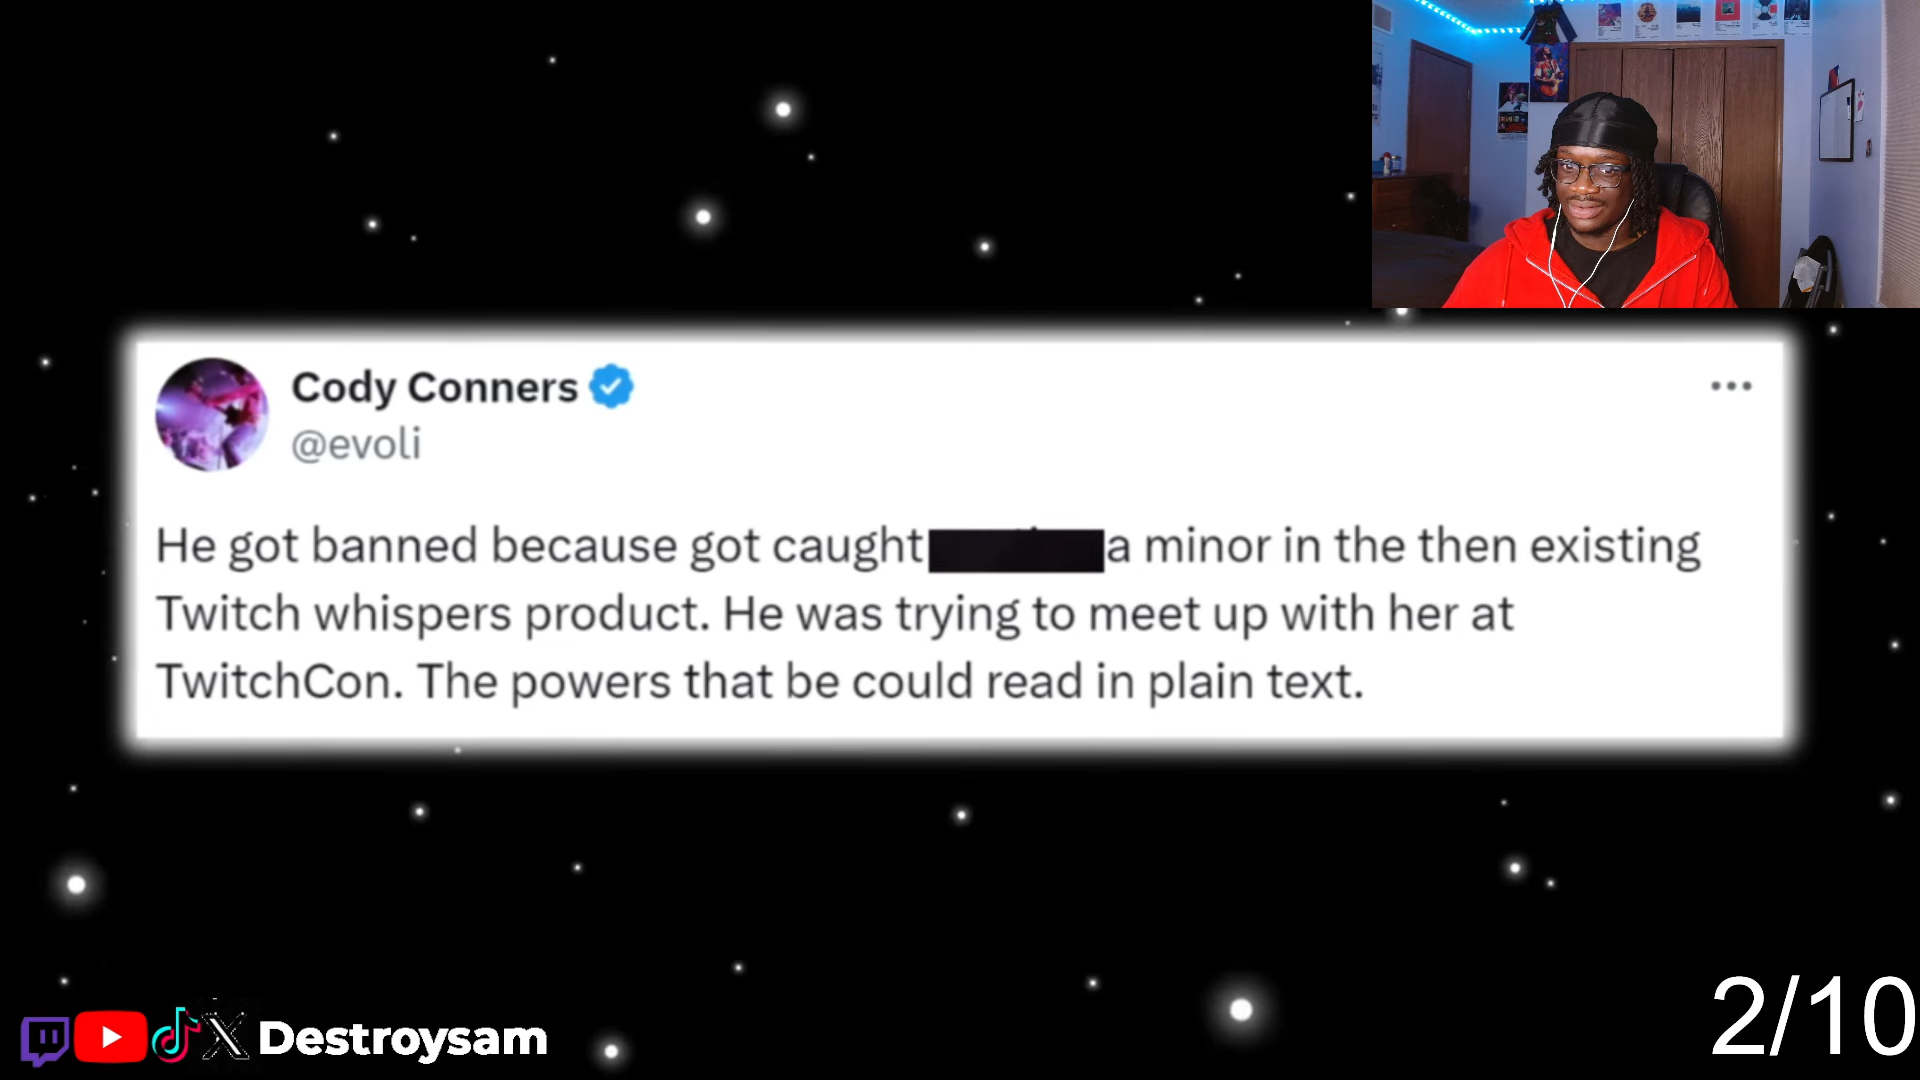 Cody Conners
@evoli
He got banned because got caught a minor in the then existing
Twitch whispers product. He was trying to meet up with her at
TwitchCon. The powers that be could read in plain text.
Destroysam
2/10